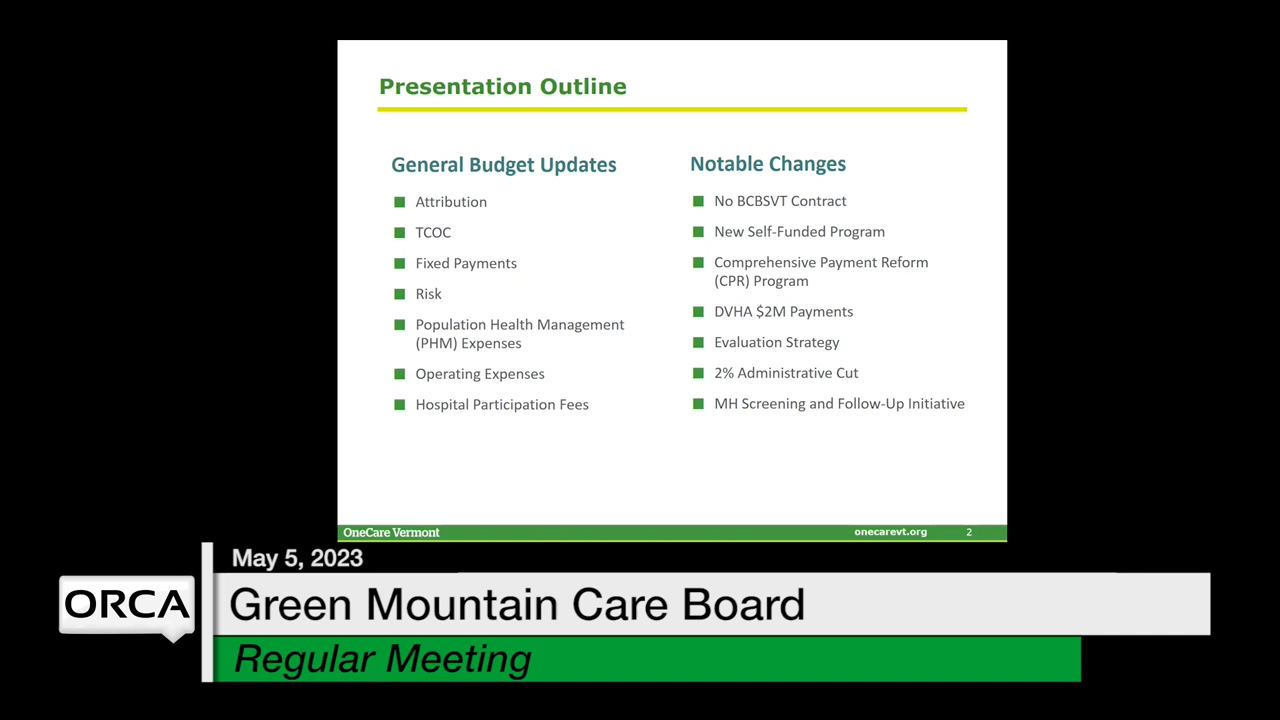 Presentation Outline
General Budget Updates
Attribution
TCOC
Fixed Payments
Risk
Population Health Management
(PHM) Expenses
Operating Expenses
Hospital Participation Fees
Notable Changes
No BCBSVT Contract
New Self-Funded Program
Comprehensive Payment Reform
(CPR) Program
DVHA $2M Payments
Evaluation Strategy
2% Administrative Cut
MH Screening and Follow-Up Initiative
OneCare Vermont
onecarevt.org 2
May 5, 2023
ORCA
Green Mountain Care Board
Regular Meeting